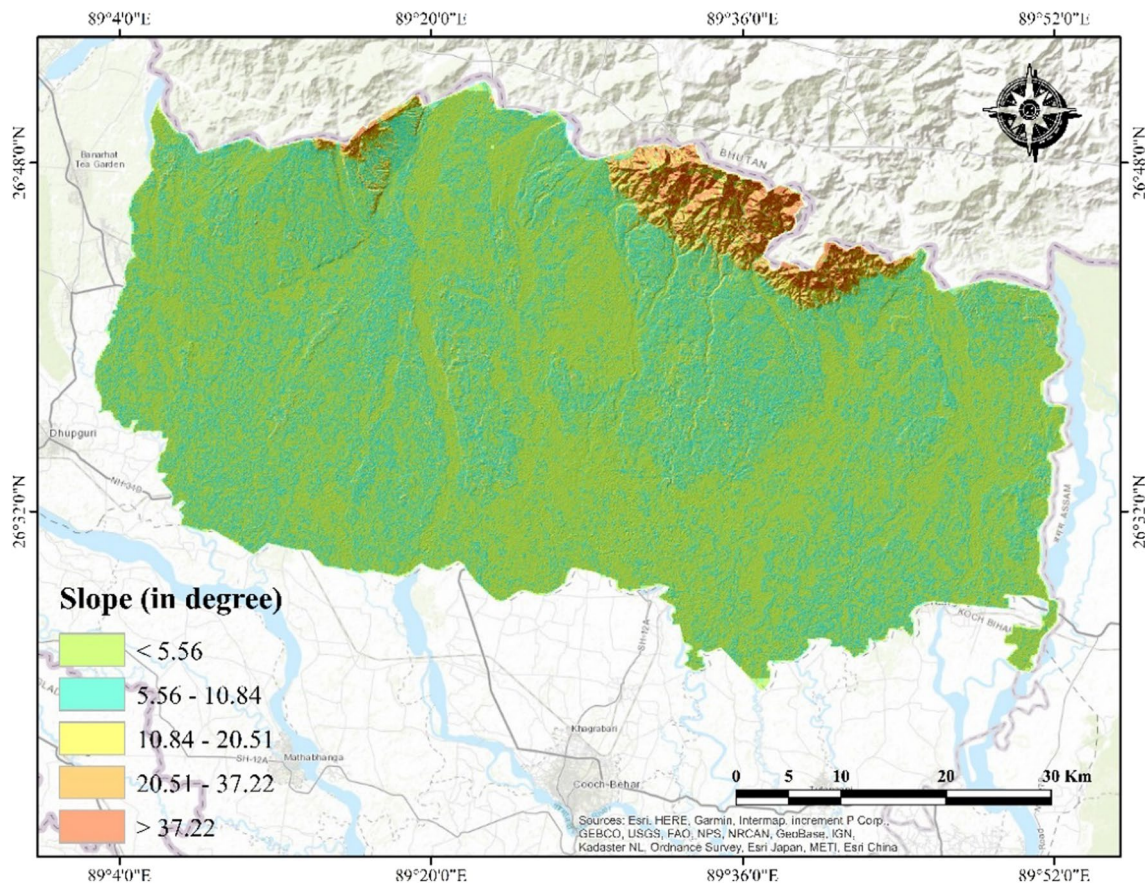 89°4'0"E 89°20'0"E 89°36'0"E 89°52'0"E
26°48'0"N
26°48'0"N
Banarhat
Tea Garden
BHUTAN
Dhupguri
NH-31D
26°32'0"N
26°32'0"N
ASSAM
KOCH BIHAR
SH-12A
Slope (in degree)
< 5.56
5.56 - 10.84
10.84 - 20.51
20.51 - 37.22
> 37.22
SH-12A
Mathabhanga
Khagrabari
Cooch-Behar
0 5 10 20 30 Km
Sources: Esri, HERE, Garmin, Intermap, increment P Corp.,
GEBCO, USGS, FAO, NPS, NRCAN, GeoBase, IGN,
Kadaster NL, Ordnance Survey, Esri Japan, METI, Esri China
89°4'0"E 89°20'0"E 89°36'0"E 89°52'0"E